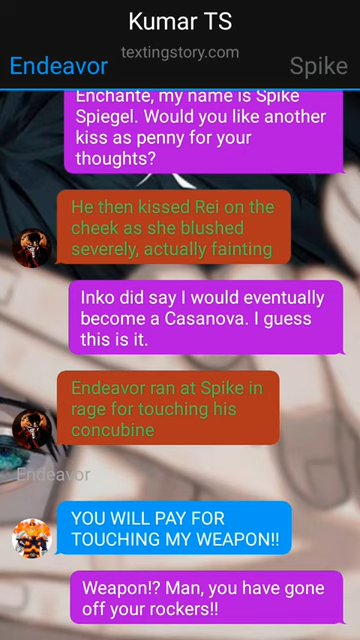 Kumar TS
textingstory.com
Endeavor
Spike
Enchante, my name is Spike
Spiegel. Would you like another
kiss as penny for your
thoughts?
He then kissed Rei on the
cheek as she blushed
severely, actually fainting
Inko did say I would eventually
become a Casanova. I guess
this is it.
Endeavor ran at Spike in
rage for touching his
concubine
Endeavor
YOU WILL PAY FOR
TOUCHING MY WEAPON!!
Weapon!? Man, you have gone
off your rockers!!